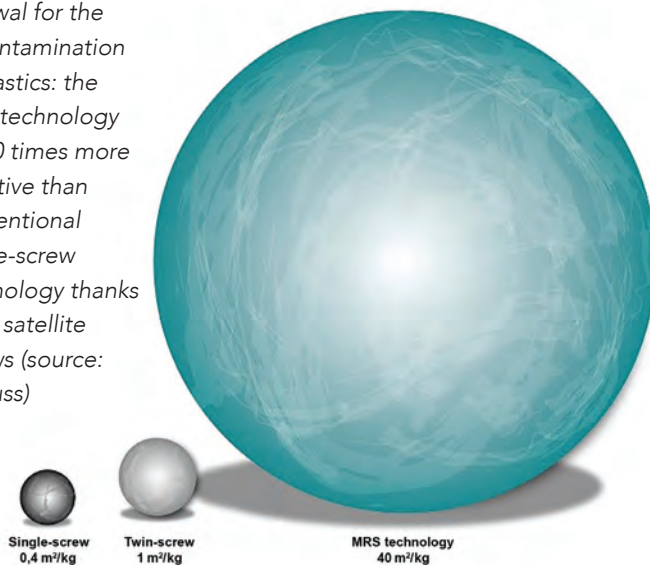 wal for the
ntamination
astics: the
technology
0 times more
tive than
entional
e-screw
nology thanks
satellite
ws (source:
uss)
Single-screw
0,4 m²/kg
Twin-screw
1 m²/kg
MRS technology
40 m²/kg